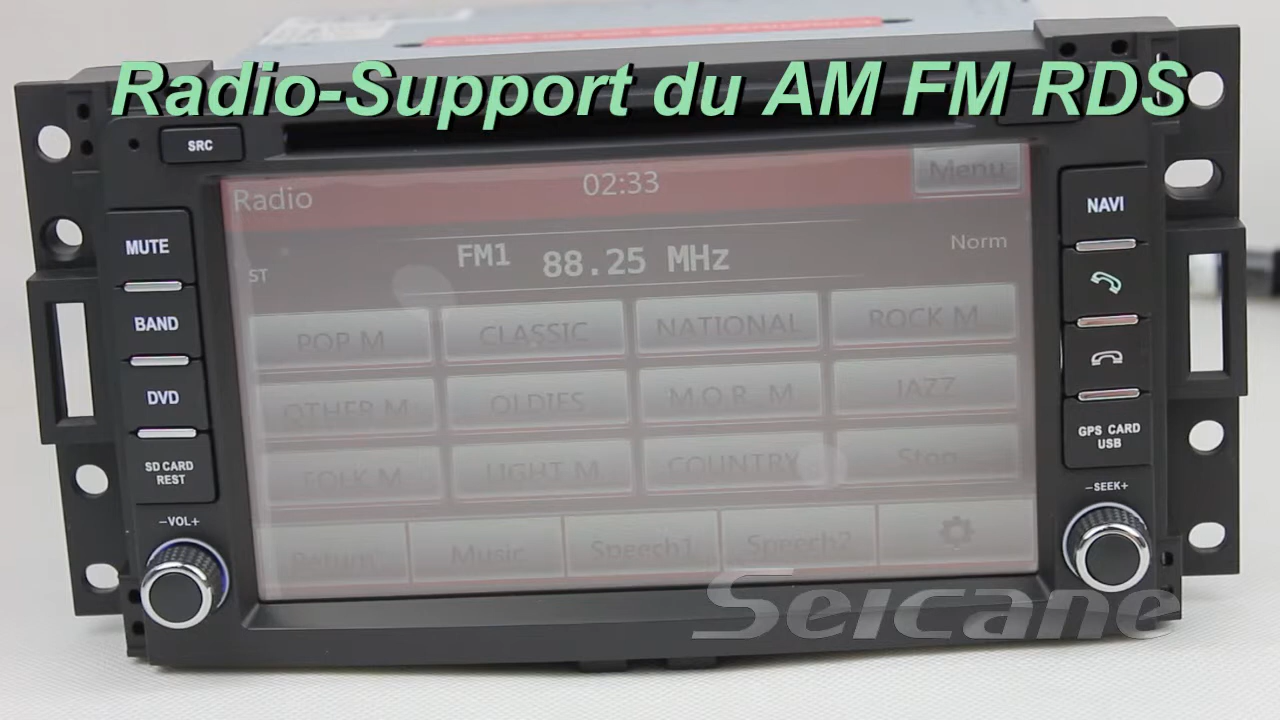 Radio-Support du AM FM RDS
SRC
Radio
02:33
Menu
MUTE
NAVI
ST
FM1 88.25 MHz
Norm
BAND
POP M CLASSIC NATIONAL ROCK M
DVD
OTHER M OLDIES M.O.R. M JAZZ
GPS CARD
USB
SD CARD
REST
FOLK M LIGHT M COUNTRY Stop
−SEEK+
−VOL+
Return Music Speech1 Speech2
Seicane